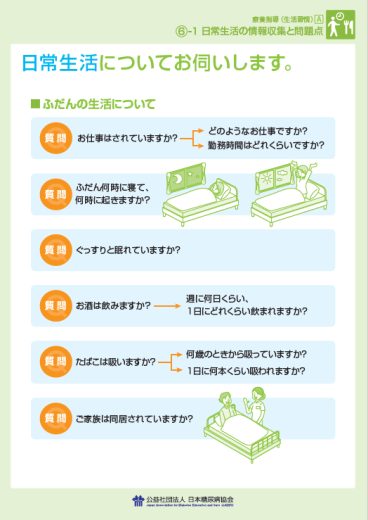 療養指導(生活習慣) A
⑥-1 日常生活の情報収集と問題点
日常生活についてお伺いします。
■ふだんの生活について
質問
お仕事はされていますか?
どのようなお仕事ですか?
勤務時間はどれくらいですか?
質問
ふだん何時に寝て、
何時に起きますか?
質問
ぐっすりと眠れていますか?
質問
お酒は飲みますか?
週に何日くらい、
1日にどれくらい飲まれますか?
質問
たばこは吸いますか?
何歳のときから吸っていますか?
1日に何本くらい吸われますか?
質問
ご家族は同居されていますか?
公益社団法人 日本糖尿病協会